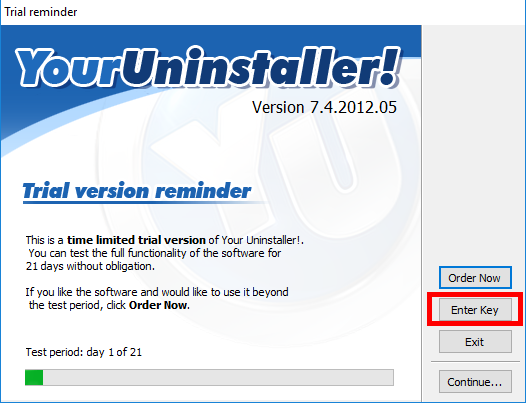 Trial reminder
YourUninstaller!
Version 7.4.2012.05
YU
Trial version reminder
This is a time limited trial version of Your Uninstaller!.
You can test the full functionality of the software for
21 days without obligation.
If you like the software and would like to use it beyond
the test period, click Order Now.
Test period: day 1 of 21
Order Now
Enter Key
Exit
Continue...